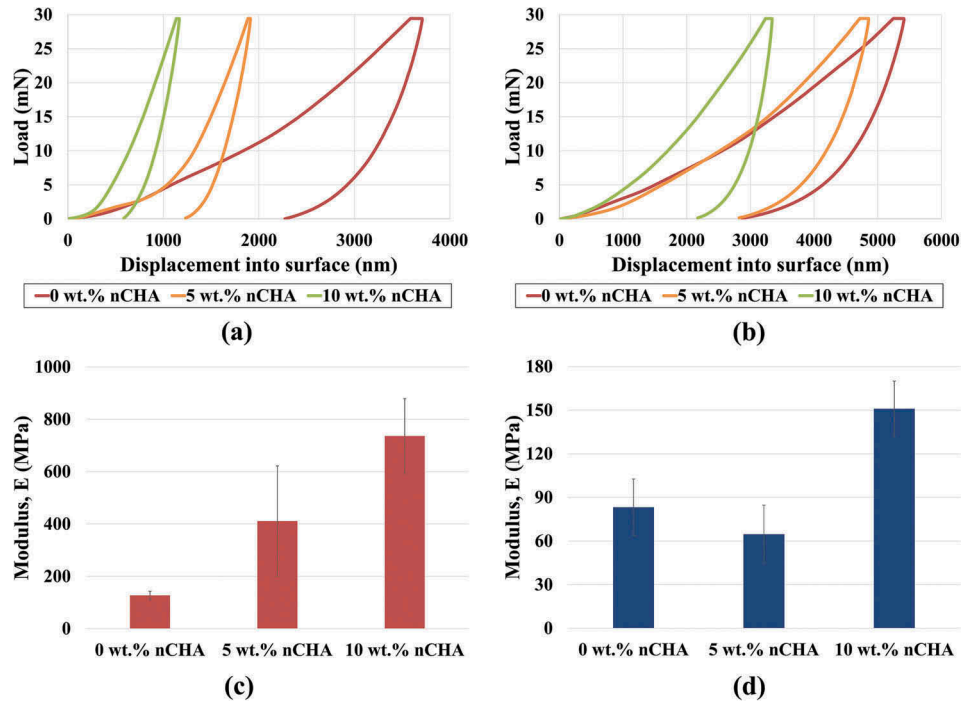 30
25
20
15
10
5
0
Load (mN)
0 1000 2000 3000 4000
Displacement into surface (nm)
0 wt.% nCHA 5 wt.% nCHA 10 wt.% nCHA
(a)
30
25
20
15
10
5
0
Load (mN)
0 1000 2000 3000 4000 5000 6000
Displacement into surface (nm)
0 wt.% nCHA 5 wt.% nCHA 10 wt.% nCHA
(b)
1000
800
600
400
200
0
Modulus, E (MPa)
0 wt.% nCHA 5 wt.% nCHA 10 wt.% nCHA
(c)
180
150
120
90
60
30
0
Modulus, E (MPa)
0 wt.% nCHA 5 wt.% nCHA 10 wt.% nCHA
(d)